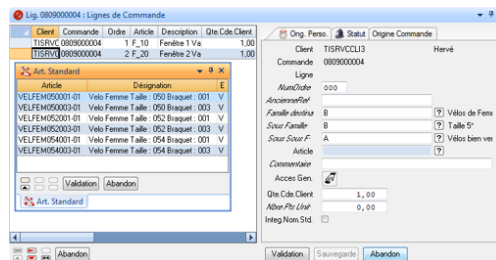 Lig. 0809000004 : Lignes de Commande
Client Commande Ordre Article Description Qte.Cde.Client
TISRVC 0809000004 1 F_10 Fenêtre 1 Va 1,00
TISRVC 0809000004 2 F_20 Fenêtre 2 Va 1,00
Art. Standard
Article Désignation E
VELFEM050001-01 Velo Femme Taille : 050 Braquet : 001 V
VELFEM050003-01 Velo Femme Taille : 050 Braquet : 003 V
VELFEM052001-01 Velo Femme Taille : 052 Braquet : 001 V
VELFEM052003-01 Velo Femme Taille : 052 Braquet : 003 V
VELFEM054001-01 Velo Femme Taille : 054 Braquet : 001 V
VELFEM054003-01 Velo Femme Taille : 054 Braquet : 003 V
Validation Abandon
Art. Standard
Abandon
Ong. Perso. Statut Origine Commande
Client TISRVCCLI3 Hervé
Commande 0809000004
Ligne
NumOrdre 000
AncienneRef
Famille destina B ? Vélos de Fem
Sous Famille B ? Taille 5*
Sous Sous F A ? Vélos bien ver
Article ?
Commentaire
Acces Gen.
Qte.Cde.Client 1,00
Nbre Ptr Unit 0,00
Integ.Nom.Std.
Validation Sauvegarde Abandon